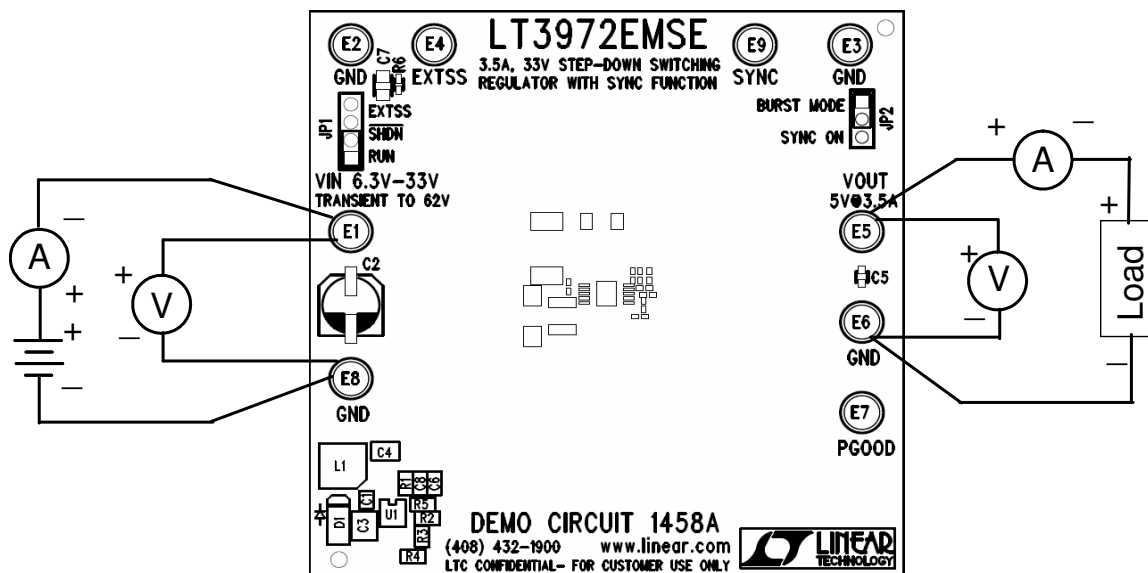 LT3972EMSE
3.5A, 33V STEP-DOWN SWITCHING
REGULATOR WITH SYNC FUNCTION
E2
GND
E4
EXTSS
C7
R6
E9
SYNC
E3
GND
JP1
EXTSS
SHDN
RUN
BURST MODE
SYNC ON
JP2
VIN 6.3V-33V
TRANSIENT TO 62V
E1
C2
E8
GND
VOUT
5V@3.5A
E5
C5
E6
GND
E7
PGOOD
−
A
+
+
−
+
V
−
+
A
−
+
V
−
+
Load
−
L1
C4
R1
C8
C6
C1
R5
D1
C3
U1
R2
R3
R4
DEMO CIRCUIT 1458A
(408) 432-1900 www.linear.com
LTC CONFIDENTIAL- FOR CUSTOMER USE ONLY
LINEAR
TECHNOLOGY